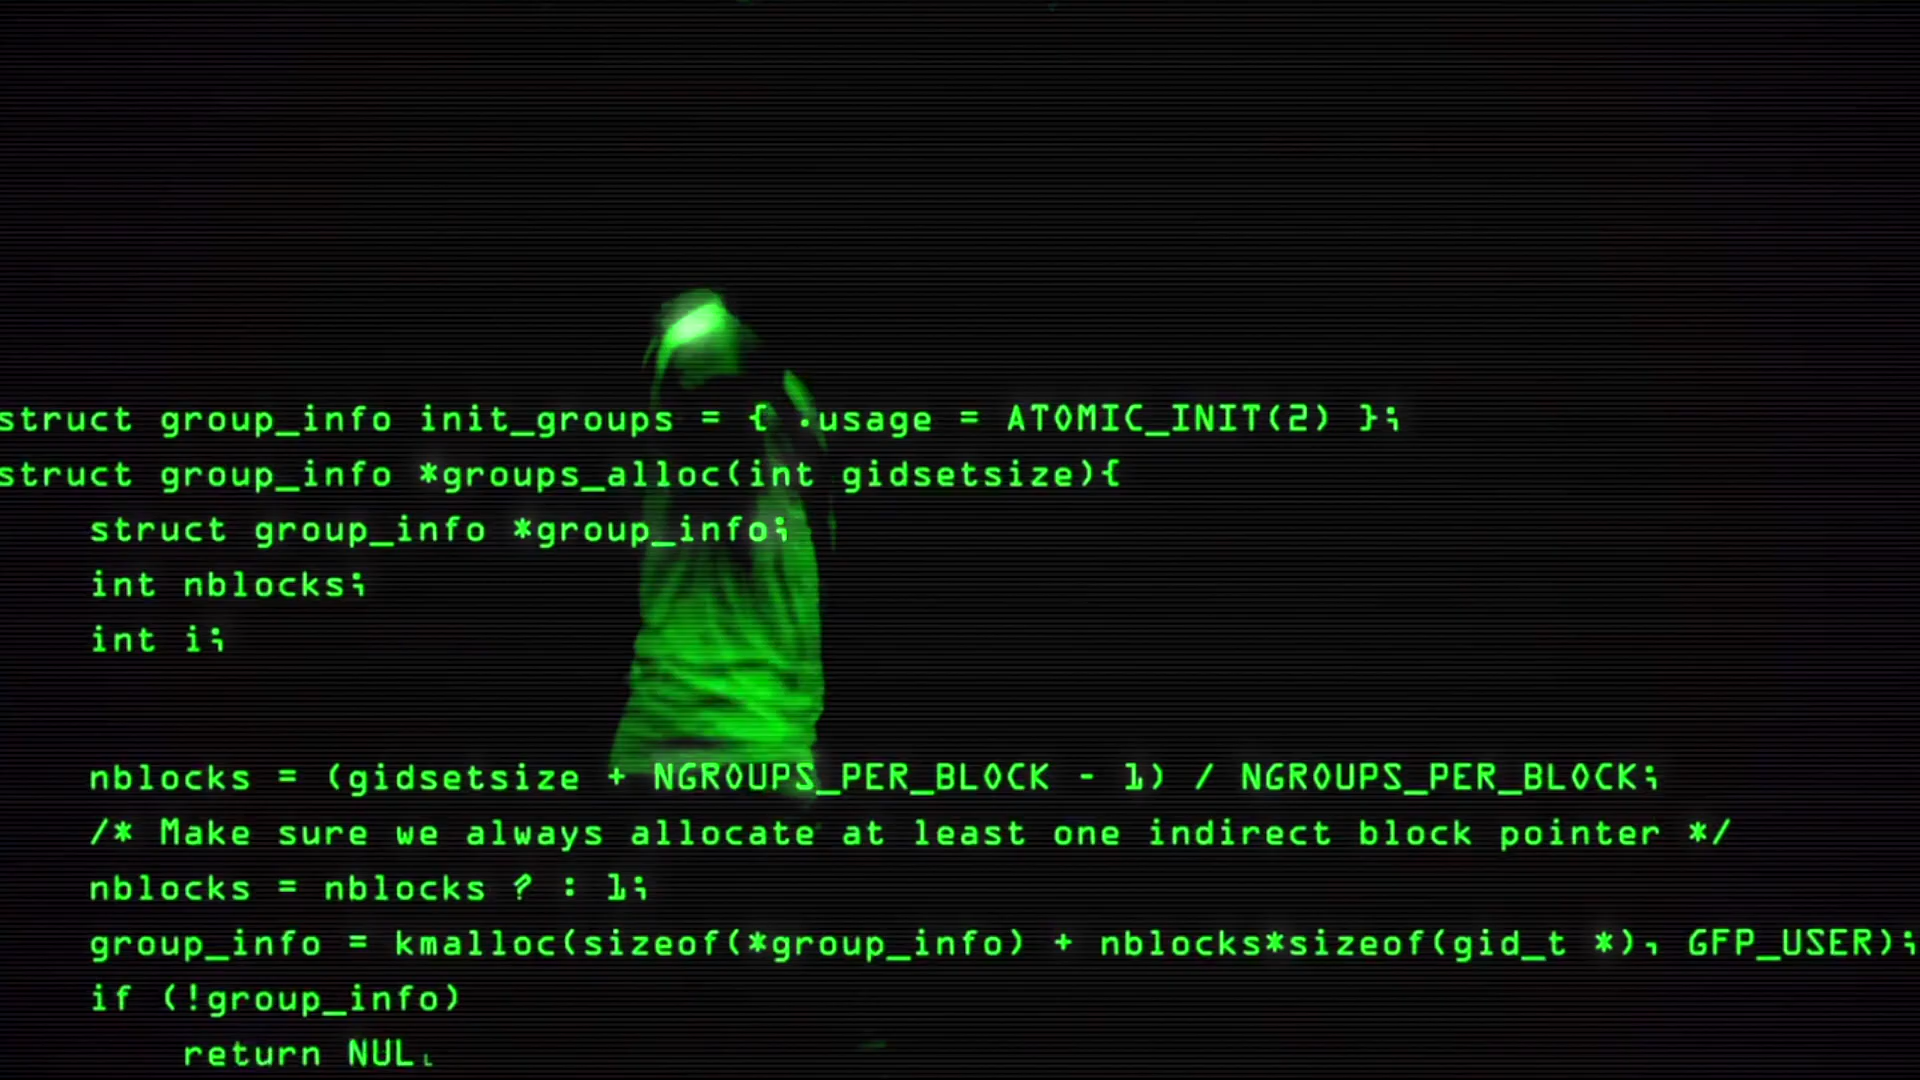 struct group_info init_groups = { .usage = ATOMIC_INIT(2) };
struct group_info *groups_alloc(int gidsetsize){
struct group_info *group_info;
int nblocks;
int i;
nblocks = (gidsetsize + NGROUPS_PER_BLOCK - 1) / NGROUPS_PER_BLOCK;
/* Make sure we always allocate at least one indirect block pointer */
nblocks = nblocks ? : 1;
group_info = kmalloc(sizeof(*group_info) + nblocks*sizeof(gid_t *), GFP_USER);
if (!group_info)
return NUL